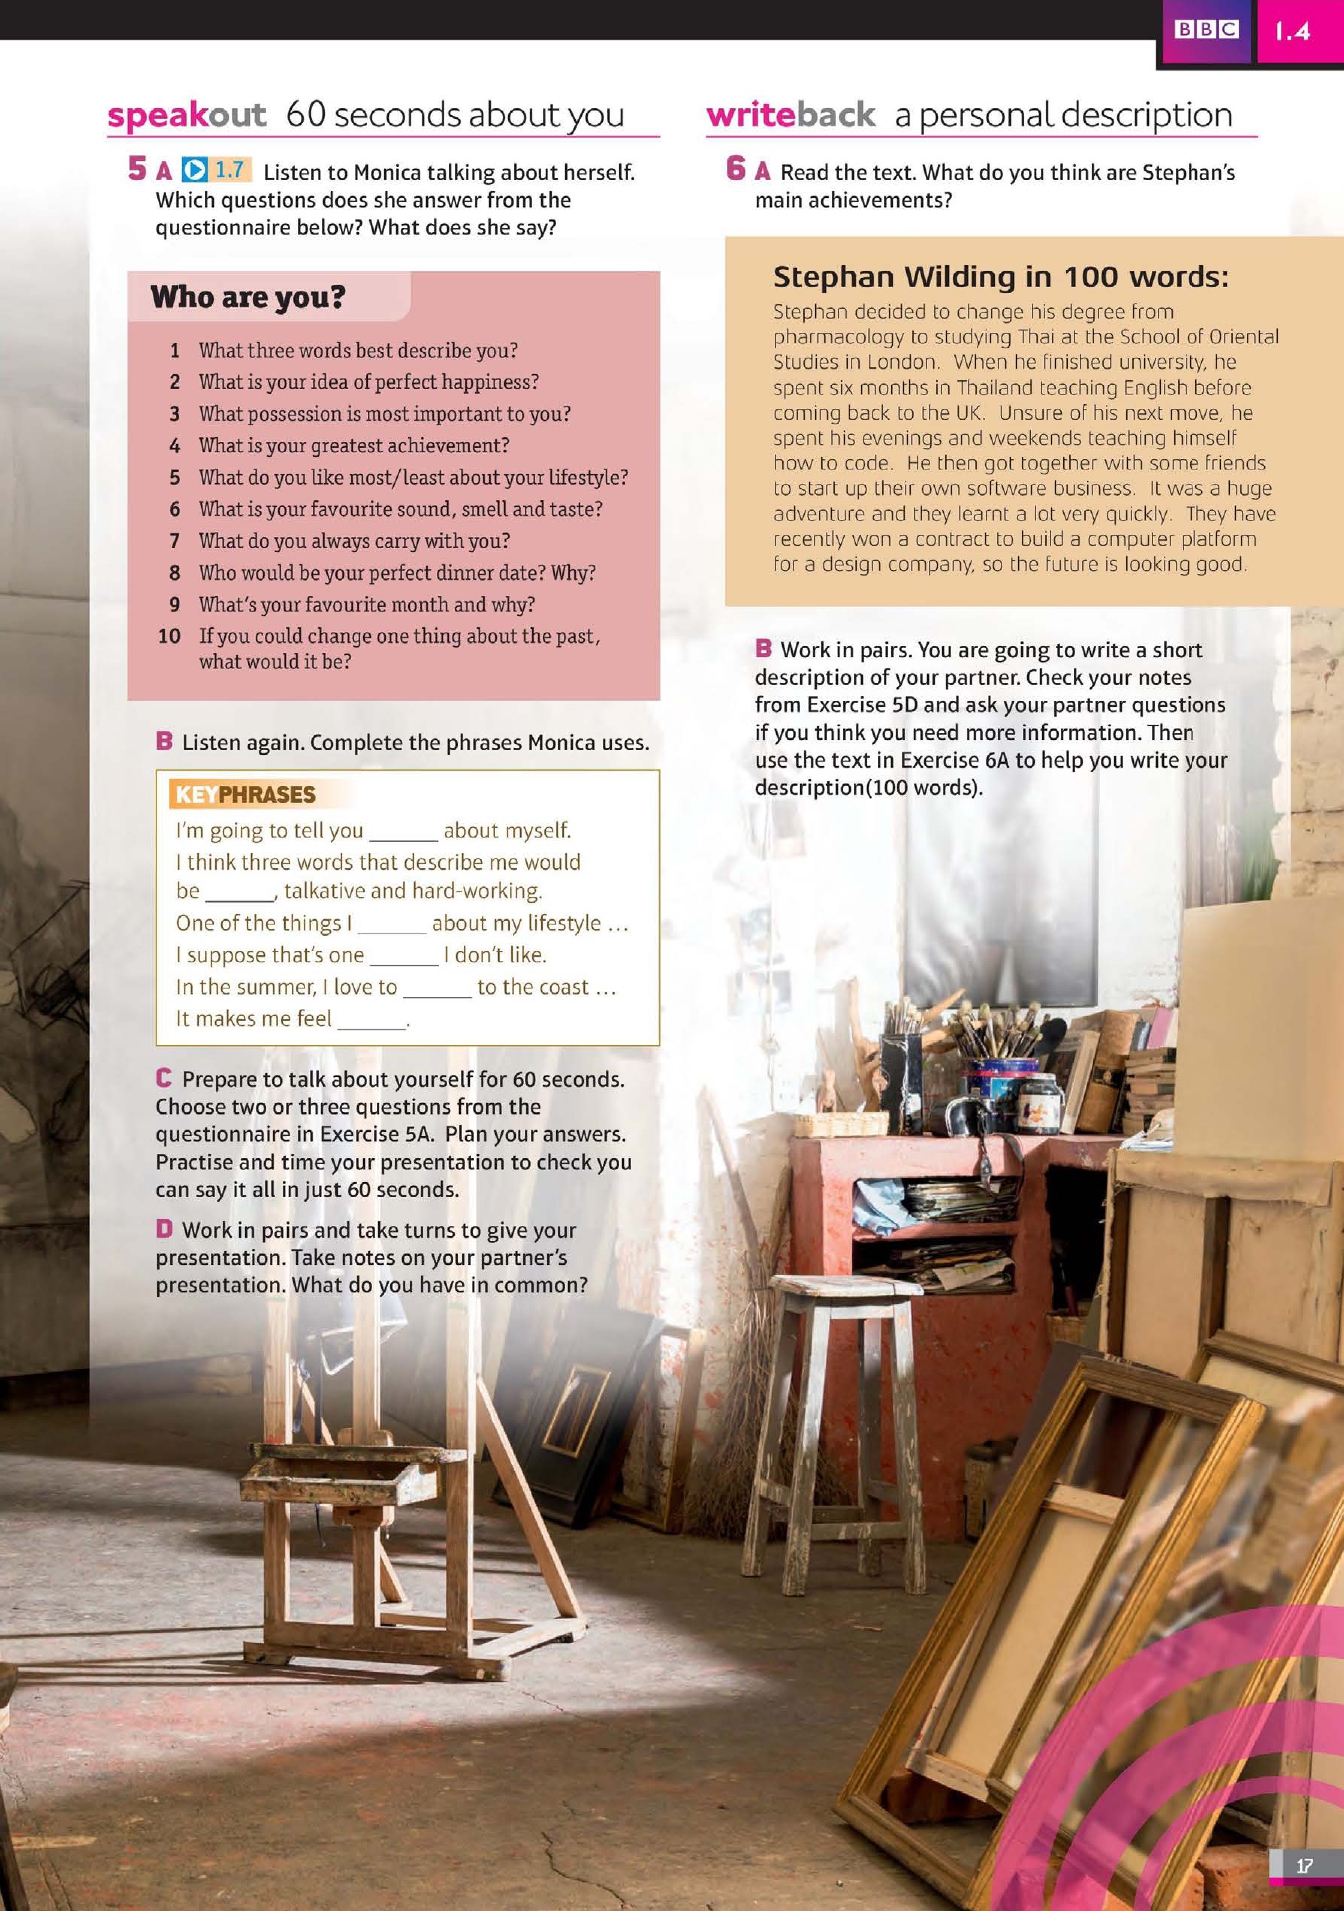 BBC 1.4
speakout 60 seconds about you
5 A 1.7 Listen to Monica talking about herself.
Which questions does she answer from the
questionnaire below? What does she say?
Who are you?
1 What three words best describe you?
2 What is your idea of perfect happiness?
3 What possession is most important to you?
4 What is your greatest achievement?
5 What do you like most/least about your lifestyle?
6 What is your favourite sound, smell and taste?
7 What do you always carry with you?
8 Who would be your perfect dinner date? Why?
9 What's your favourite month and why?
10 If you could change one thing about the past,
what would it be?
B Listen again. Complete the phrases Monica uses.
KEYPHRASES
I'm going to tell you ______ about myself.
I think three words that describe me would
be ______, talkative and hard-working.
One of the things I ______ about my lifestyle ...
I suppose that's one ______ I don't like.
In the summer, I love to ______ to the coast ...
It makes me feel ______.
C Prepare to talk about yourself for 60 seconds.
Choose two or three questions from the
questionnaire in Exercise 5A. Plan your answers.
Practise and time your presentation to check you
can say it all in just 60 seconds.
D Work in pairs and take turns to give your
presentation. Take notes on your partner's
presentation. What do you have in common?
writeback a personal description
6 A Read the text. What do you think are Stephan's
main achievements?
Stephan Wilding in 100 words:
Stephan decided to change his degree from
pharmacology to studying Thai at the School of Oriental
Studies in London. When he finished university, he
spent six months in Thailand teaching English before
coming back to the UK. Unsure of his next move, he
spent his evenings and weekends teaching himself
how to code. He then got together with some friends
to start up their own software business. It was a huge
adventure and they learnt a lot very quickly. They have
recently won a contract to build a computer platform
for a design company, so the future is looking good.
B Work in pairs. You are going to write a short
description of your partner. Check your notes
from Exercise 5D and ask your partner questions
if you think you need more information. Then
use the text in Exercise 6A to help you write your
description(100 words).
17